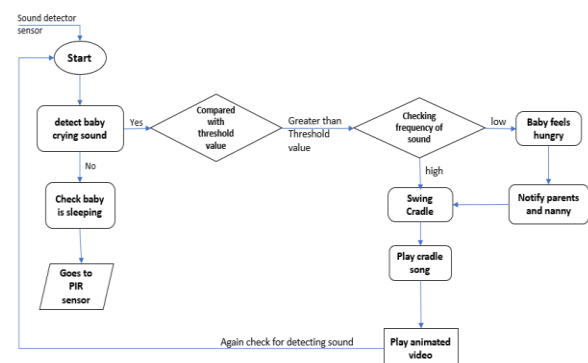 Sound detector
sensor
Start
detect baby
crying sound
Yes
Compared
with
threshold
value
Greater than
Threshold
value
Checking
frequency of
sound
low
Baby feels
hungry
No
high
Check baby
is sleeping
Swing
Cradle
Notify parents
and nanny
Goes to
PIR
sensor
Play cradle
song
Again check for detecting sound
Play animated
video